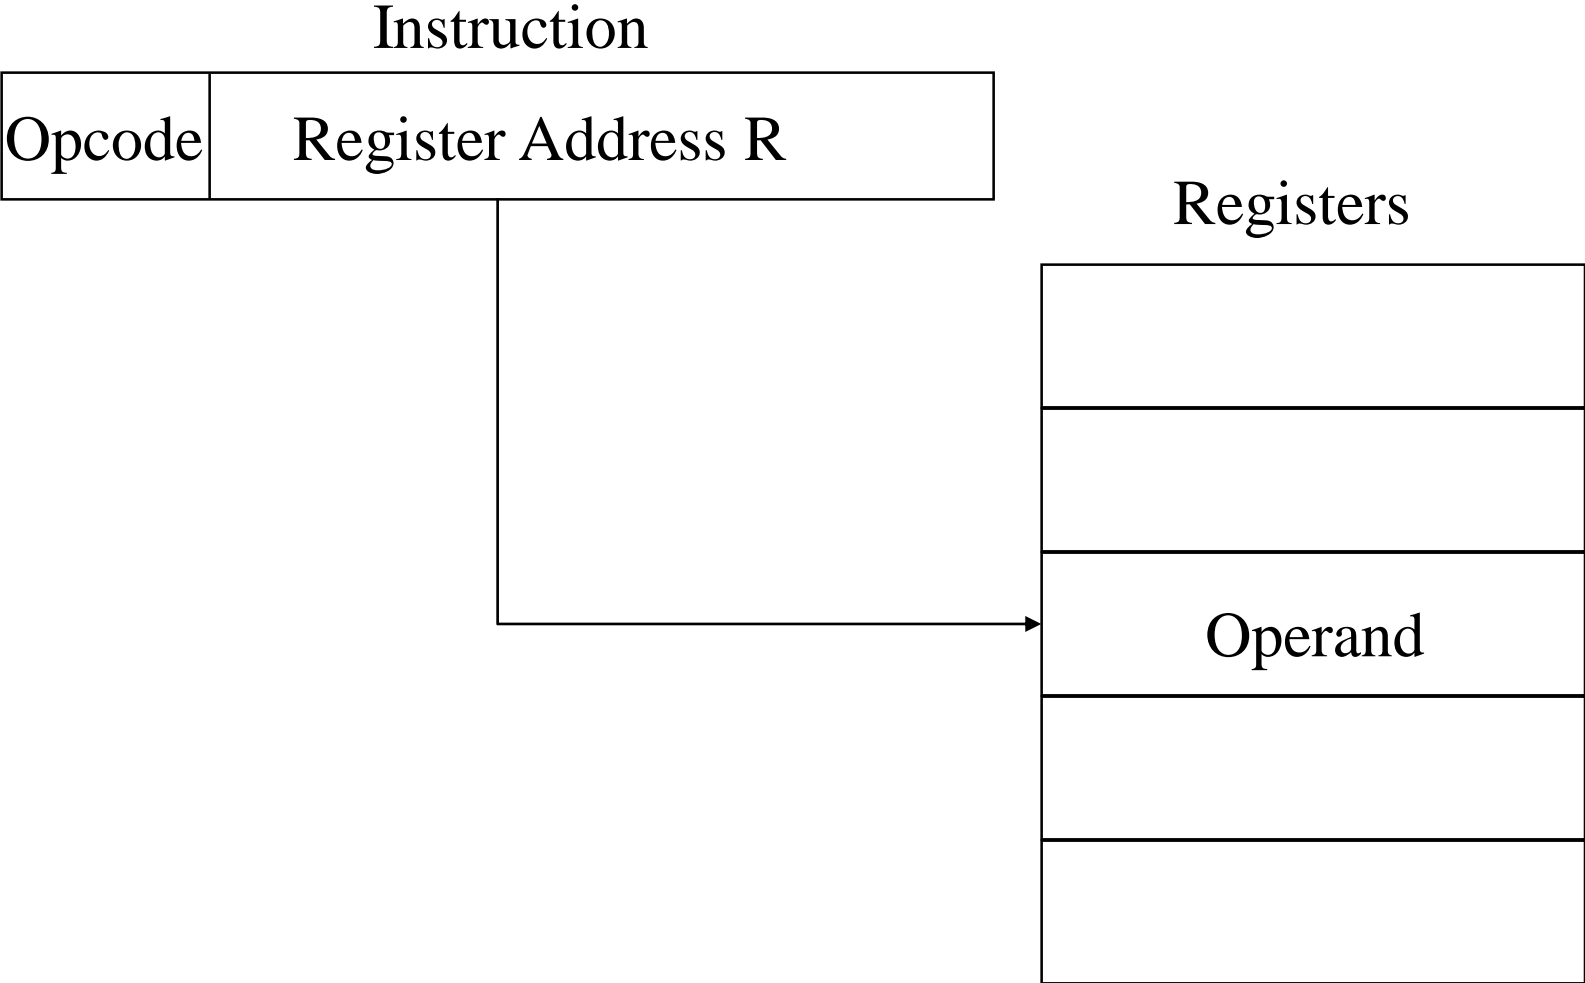 Instruction
Opcode
Register Address R
Registers
Operand